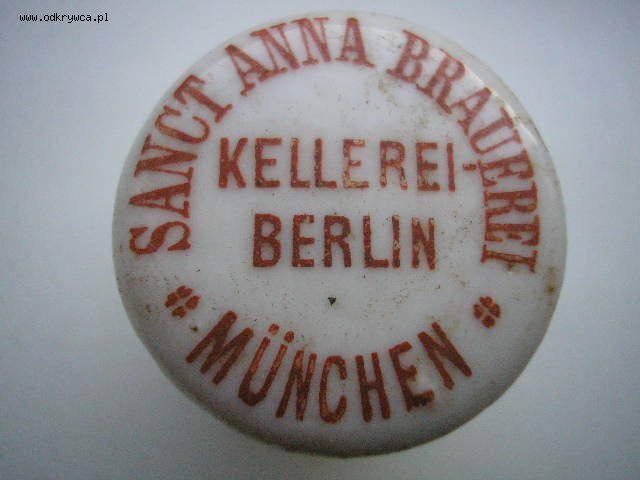 www.odkrywca.pl
SANCT ANNA BRAUEREI
KELLEREI-
BERLIN
MÜNCHEN